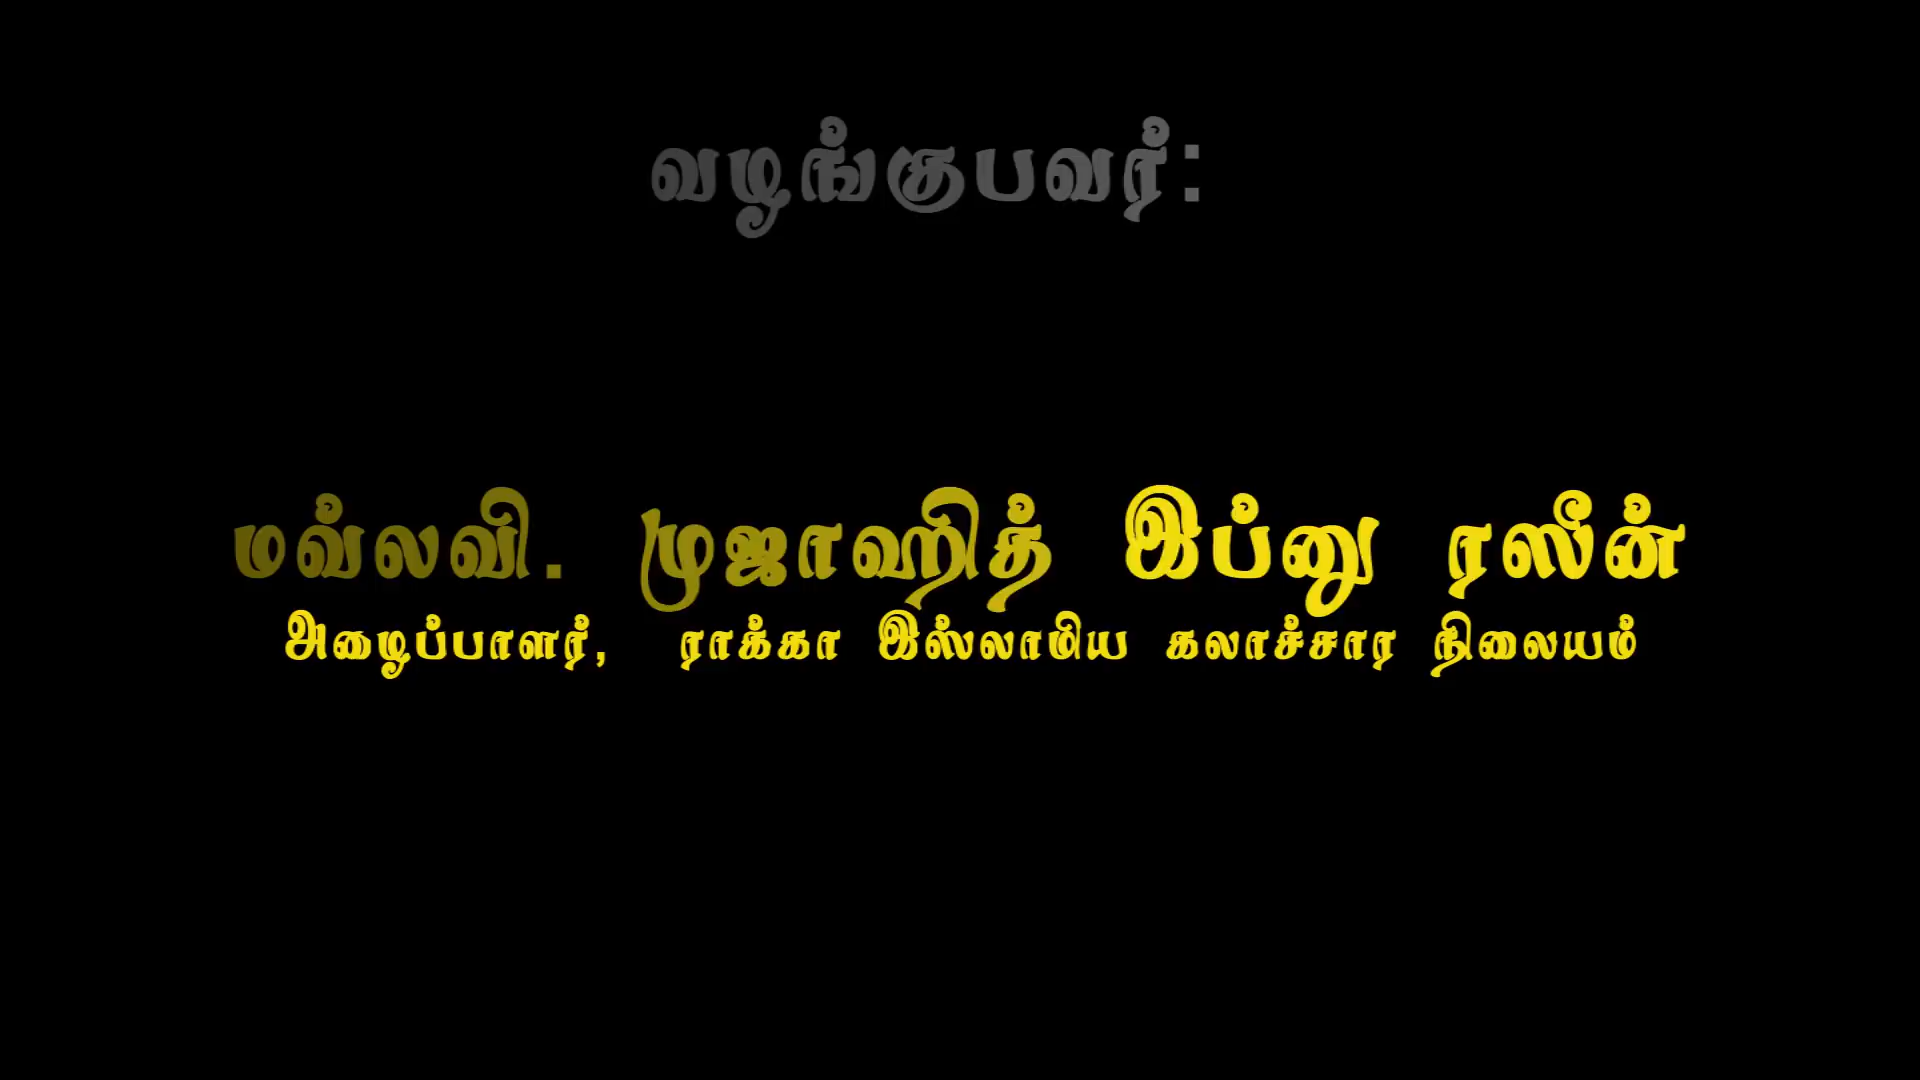 வழங்குபவர்:
மவ்லவி. முஜாஹித் இப்னு ரஸீன்
அழைப்பாளர், ராக்கா இஸ்லாமிய கலாச்சார நிலையம்